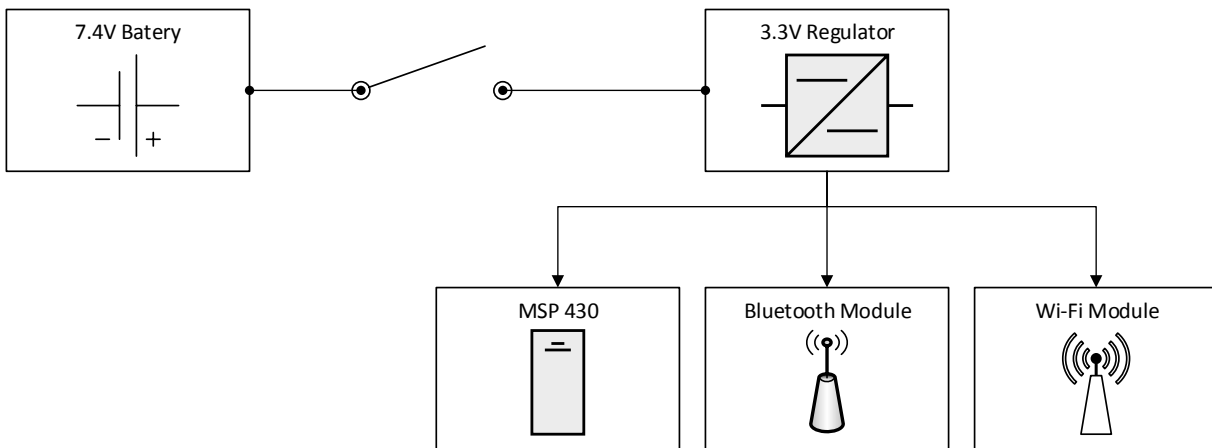 7.4V Batery
3.3V Regulator
− +
MSP 430
Bluetooth Module
Wi-Fi Module